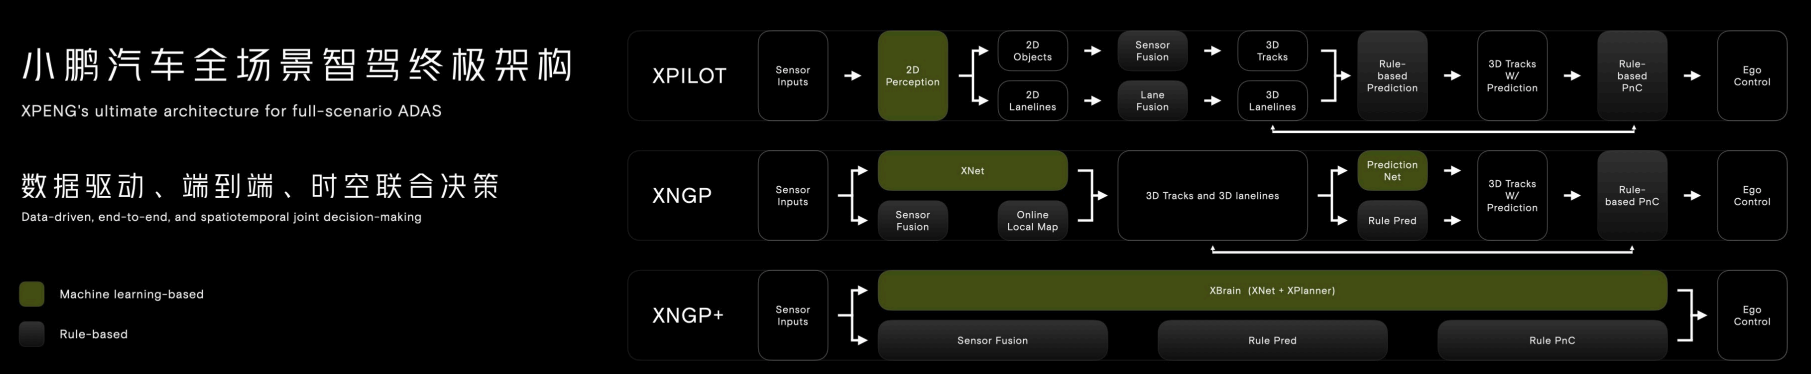 小鹏汽车全场景智驾终极架构
XPENG's ultimate architecture for full-scenario ADAS
数据驱动、端到端、时空联合决策
Data-driven, end-to-end, and spatiotemporal joint decision-making
Machine learning-based
Rule-based
XPILOT
Sensor
Inputs
2D
Perception
2D
Objects
2D
Lanelines
Sensor
Fusion
Lane
Fusion
3D
Tracks
3D
Lanelines
Rule-
based
Prediction
3D Tracks
W/
Prediction
Rule-
based
PnC
Ego
Control
XNGP
Sensor
Inputs
XNet
Sensor
Fusion
Online
Local Map
3D Tracks and 3D lanelines
Prediction
Net
Rule Pred
3D Tracks
W/
Prediction
Rule-
based PnC
Ego
Control
XNGP+
Sensor
Inputs
XBrain (XNet + XPlanner)
Sensor Fusion
Rule Pred
Rule PnC
Ego
Control